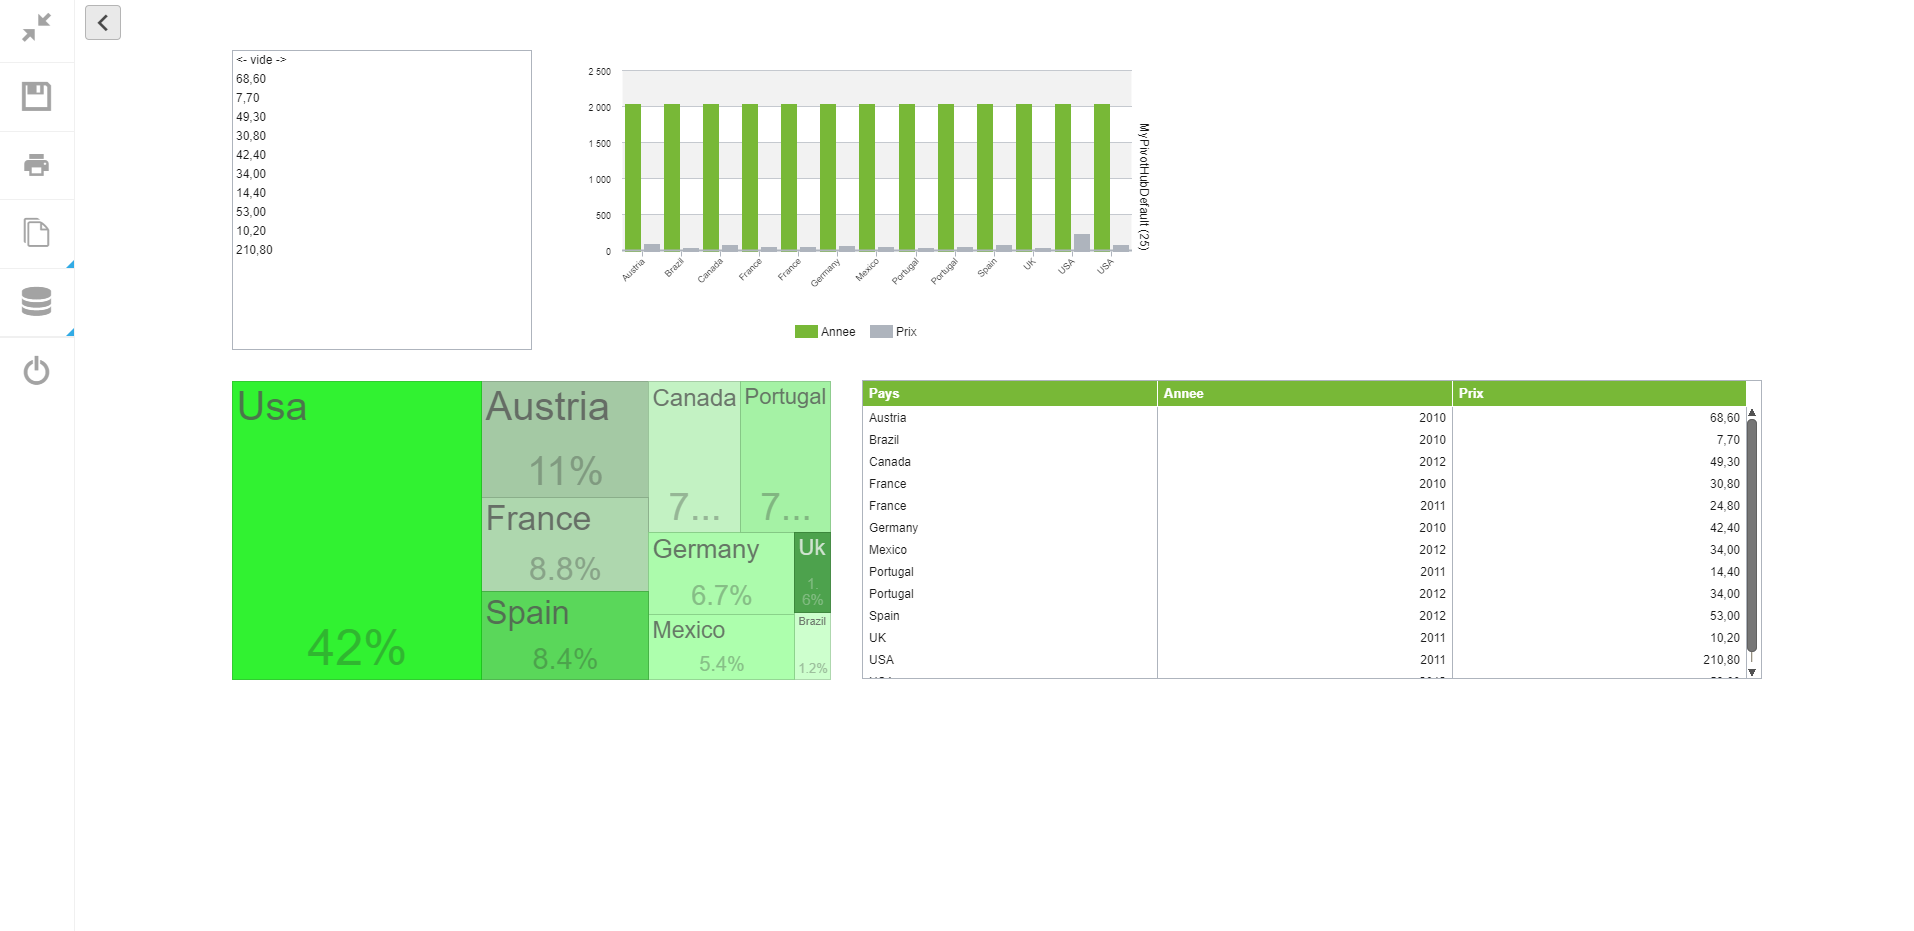 <- vide ->
68,60
7,70
49,30
30,80
42,40
34,00
14,40
53,00
10,20
210,80
2 500
2 000
1 500
1 000
500
0
Austria
Brazil
Canada
France
France
Germany
Mexico
Portugal
Portugal
Spain
UK
USA
USA
MyPivotHubDefault (25)
Annee Prix
Usa
42%
Austria
11%
France
8.8%
Spain
8.4%
Canada
7...
Portugal
7...
Germany
6.7%
Uk
1.
6%
Mexico
5.4%
Brazil
1.2%
Pays Annee Prix
Austria 2010 68,60
Brazil 2010 7,70
Canada 2012 49,30
France 2010 30,80
France 2011 24,80
Germany 2010 42,40
Mexico 2012 34,00
Portugal 2011 14,40
Portugal 2012 34,00
Spain 2012 53,00
UK 2011 10,20
USA 2011 210,80